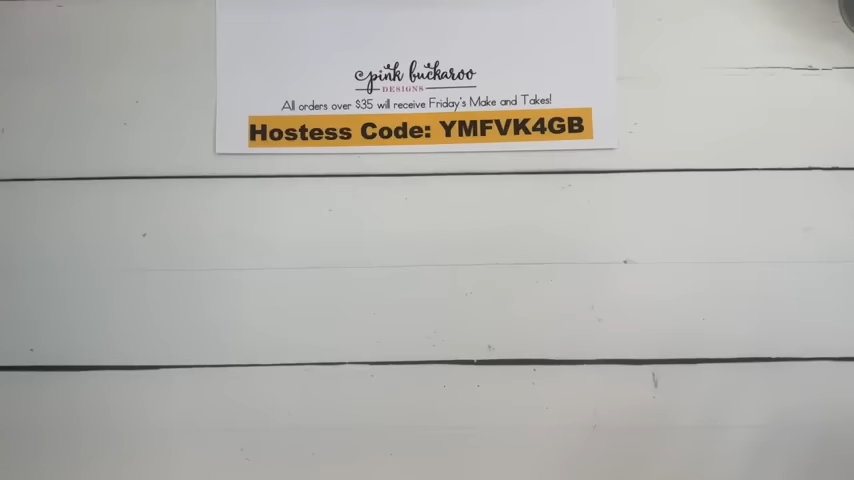 pink buckaroo
DESIGNS
All orders over $35 will receive Friday's Make and Takes!
Hostess Code: YMFVK4GB